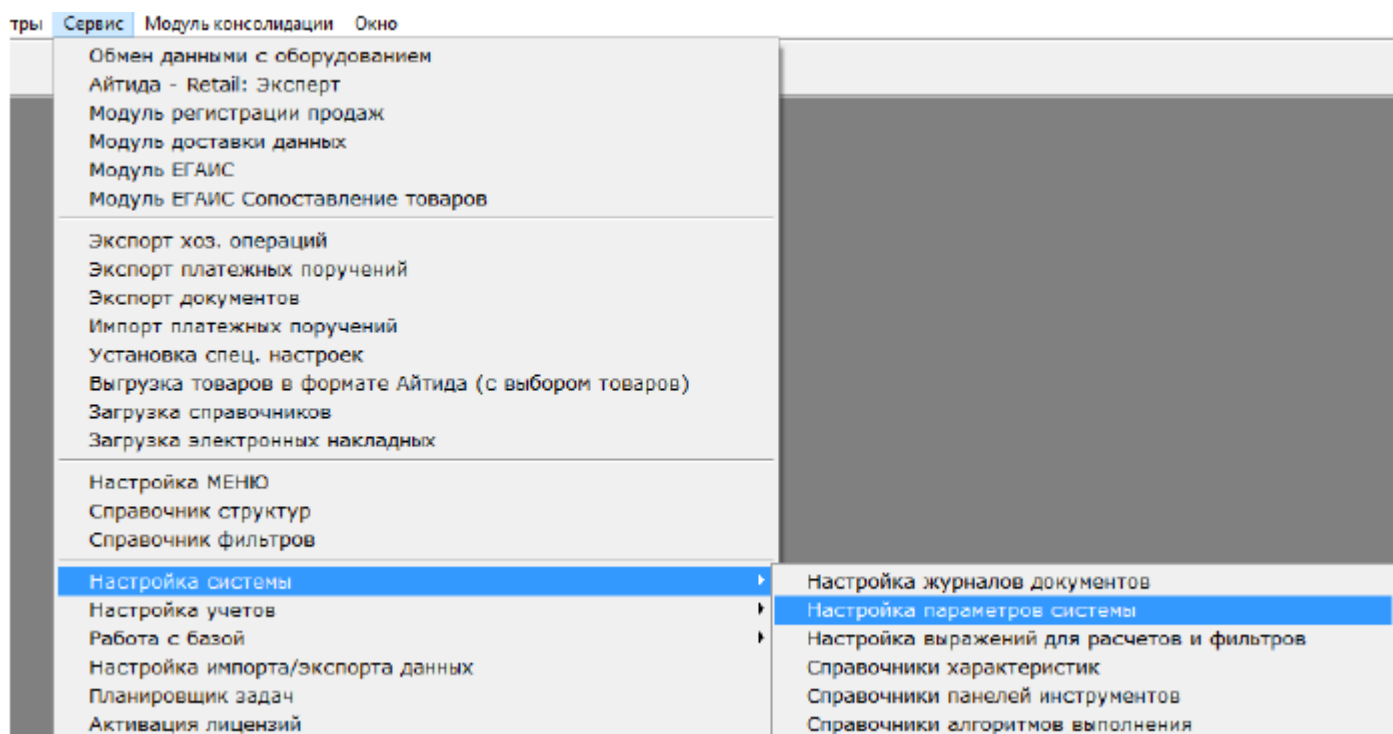 тры Сервис Модуль консолидации Окно
Обмен данными с оборудованием
Айтида - Retail: Эксперт
Модуль регистрации продаж
Модуль доставки данных
Модуль ЕГАИС
Модуль ЕГАИС Сопоставление товаров
Экспорт хоз. операций
Экспорт платежных поручений
Экспорт документов
Импорт платежных поручений
Установка спец. настроек
Выгрузка товаров в формате Айтида (с выбором товаров)
Загрузка справочников
Загрузка электронных накладных
Настройка МЕНЮ
Справочник структур
Справочник фильтров
Настройка системы
Настройка учетов
Работа с базой
Настройка импорта/экспорта данных
Планировщик задач
Активация лицензий
Настройка журналов документов
Настройка параметров системы
Настройка выражений для расчетов и фильтров
Справочники характеристик
Справочники панелей инструментов
Справочники алгоритмов выполнения